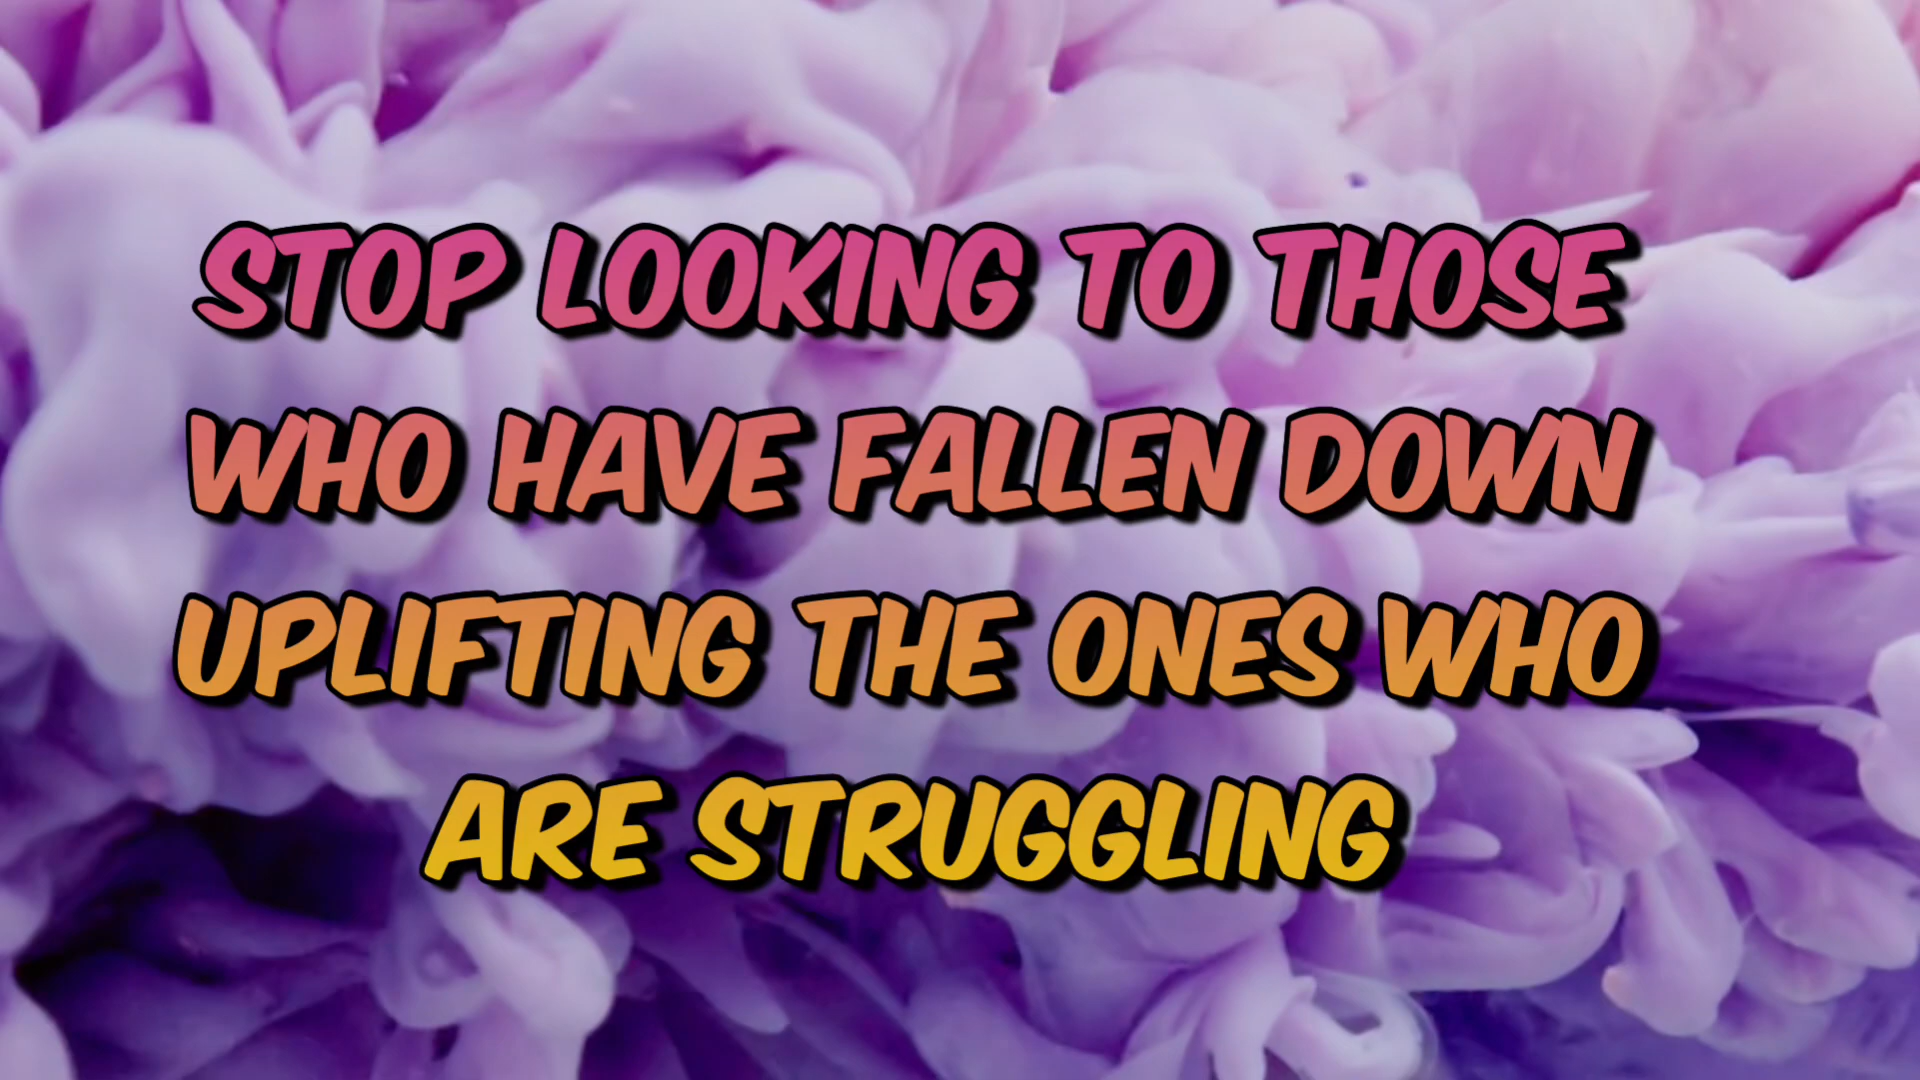 STOP LOOKING TO THOSE
WHO HAVE FALLEN DOWN
UPLIFTING THE ONES WHO
ARE STRUGGLING